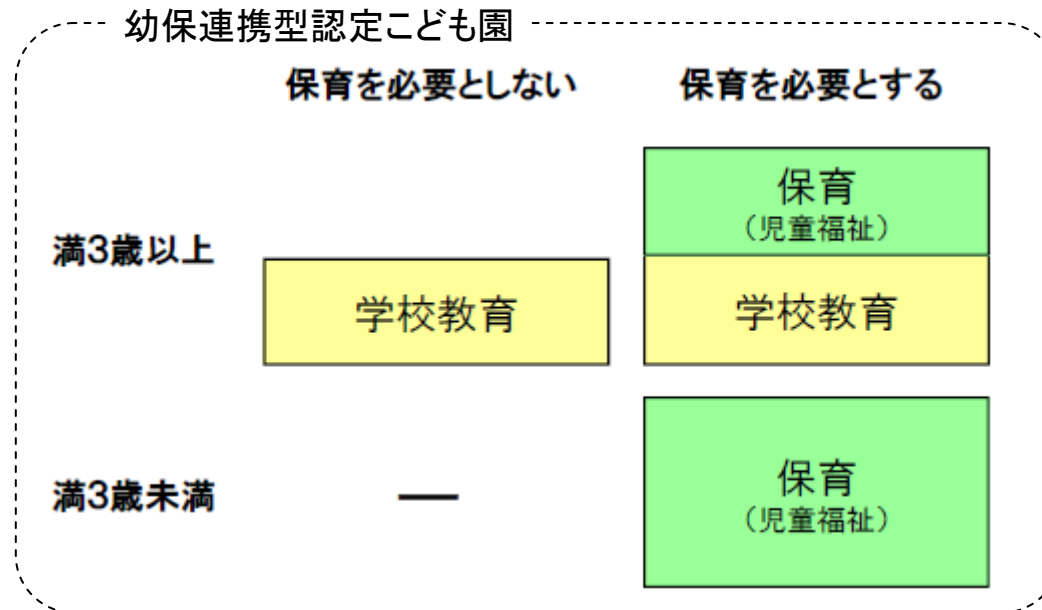 幼保連携型認定こども園
保育を必要としない
保育を必要とする
満3歳以上
保育
（児童福祉）
学校教育
学校教育
満3歳未満
―
保育
（児童福祉）